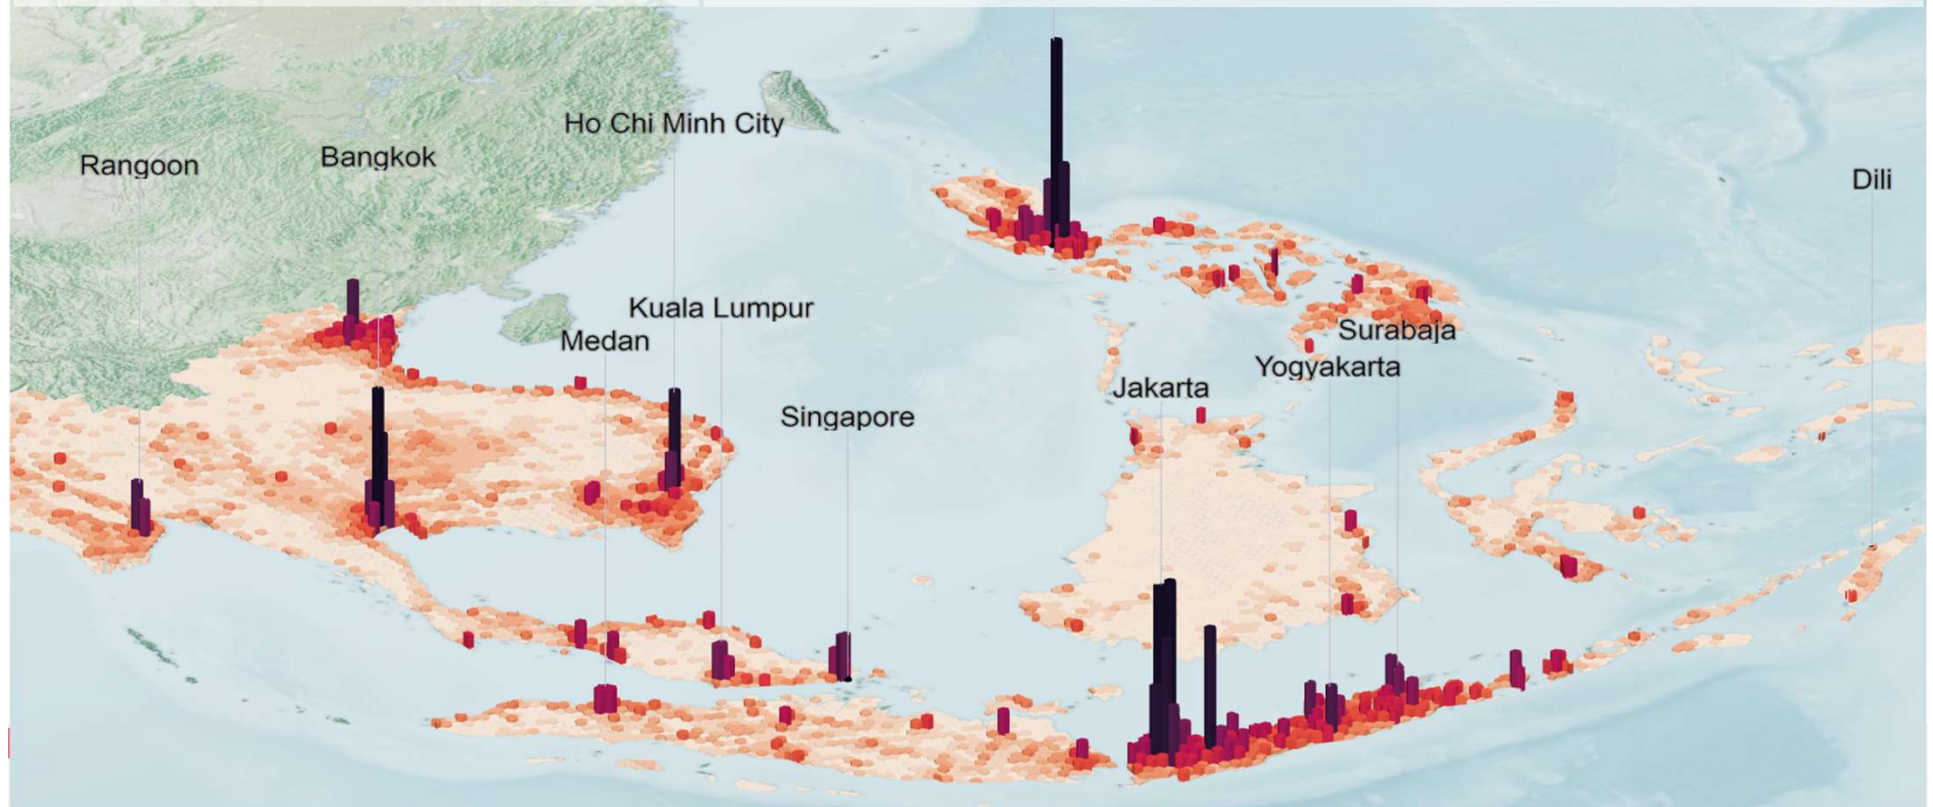 Ho Chi Minh City
Rangoon
Bangkok
Dili
Kuala Lumpur
Medan
Surabaja
Yogyakarta
Jakarta
Singapore